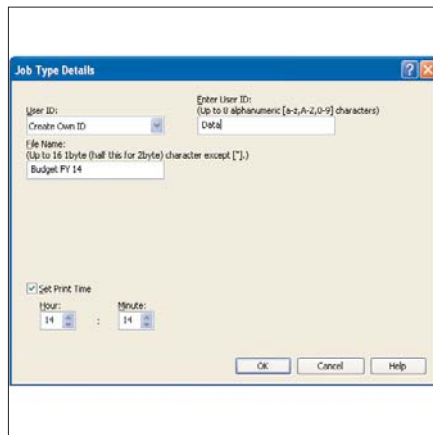 Job Type Details
Enter User ID:
User ID: (Up to 8 alphanumeric [a-z,A-Z,0-9] characters)
Create Own ID Data
File Name:
(Up to 16 1byte (half this for 2byte) character except ["].)
Budget FY 14
Set Print Time
Hour: Minute:
14 : 14
OK Cancel Help